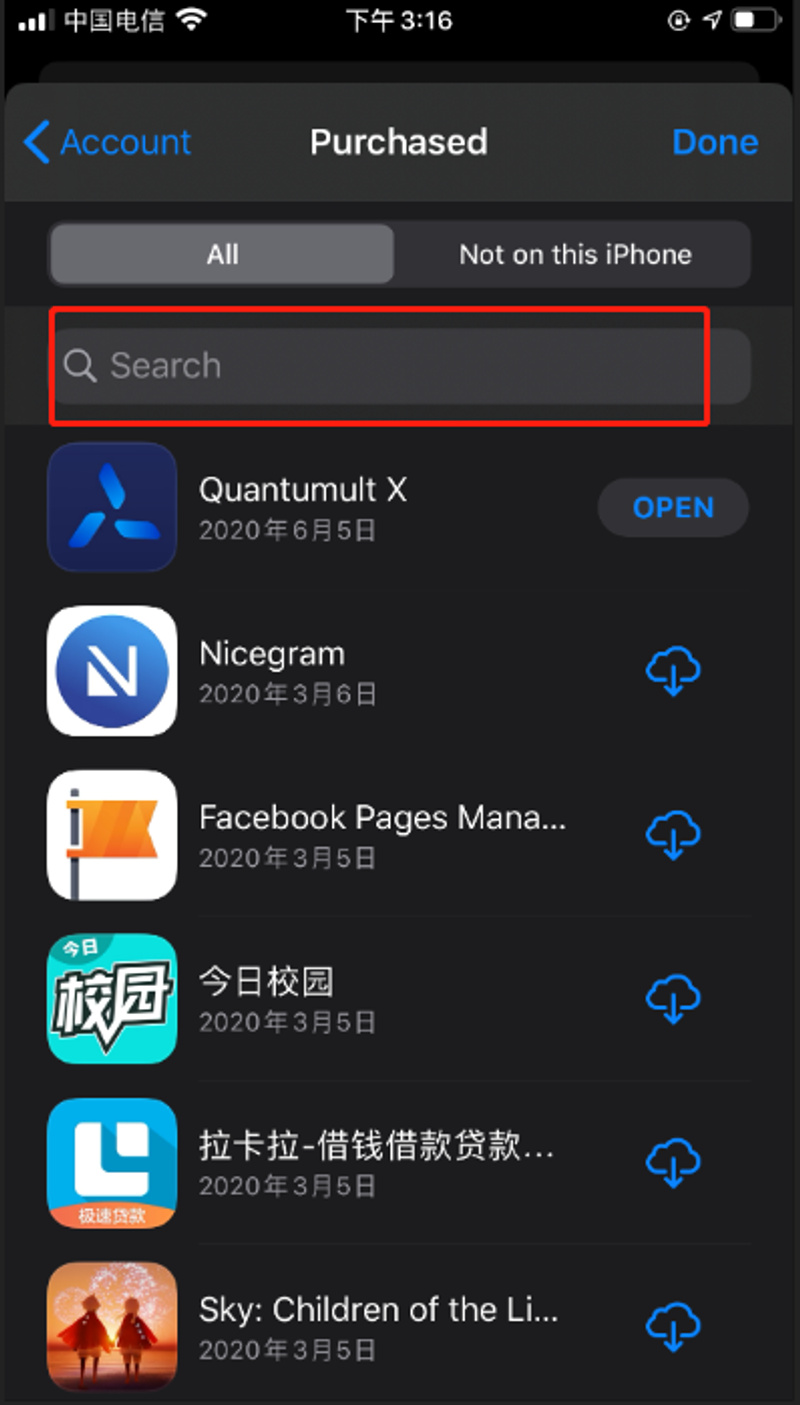 中国电信
下午3:16
Account
Purchased
Done
All
Not on this iPhone
Search
Quantumult X
2020年6月5日
OPEN
Nicegram
2020年3月6日
Facebook Pages Mana...
2020年3月5日
今日
校园
今日校园
2020年3月5日
极速贷款
拉卡拉-借钱借款贷款...
2020年3月5日
Sky: Children of the Li...
2020年3月5日